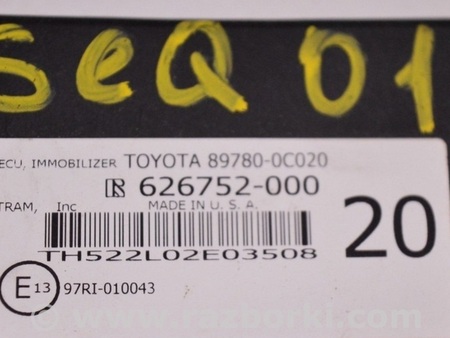 SeQ 01
ECU, IMMOBILIZER TOYOTA 89780-0C020
626752-000
TRAM, Inc MADE IN U. S. A. 20
TH522L02E03508
E13 97RI-010043
www.razborki.com